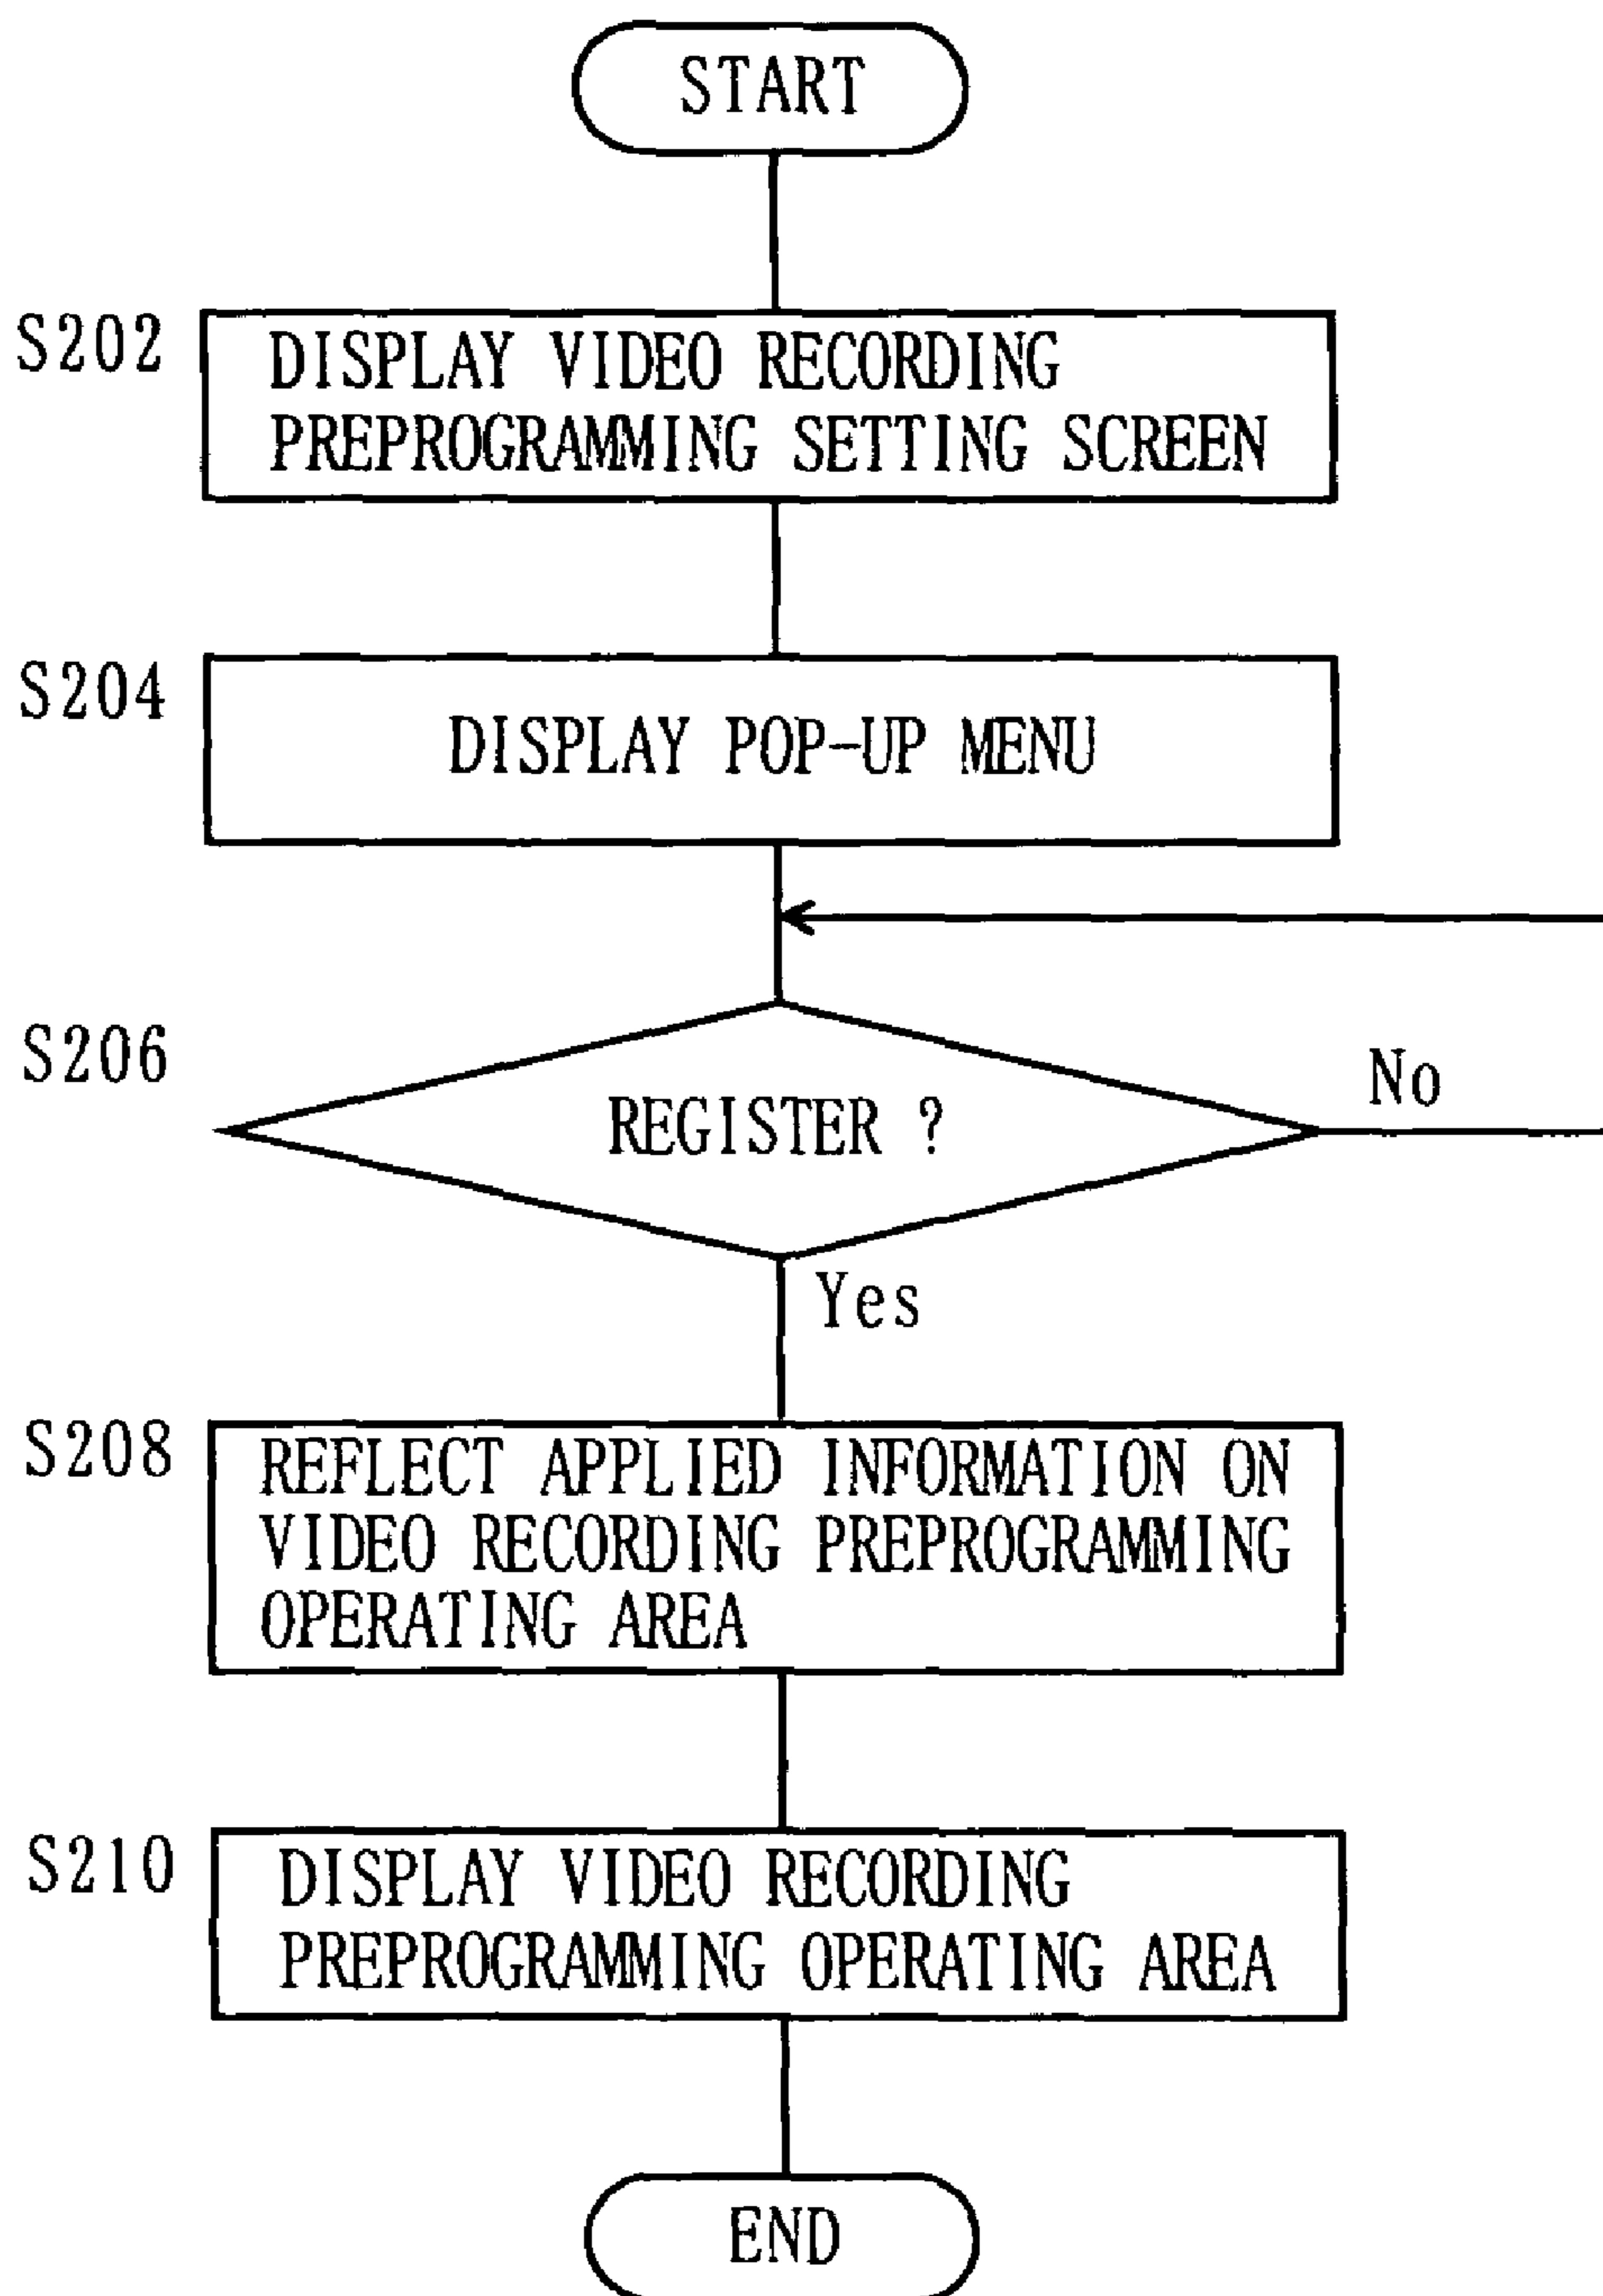 START
S202
DISPLAY VIDEO RECORDING
PREPROGRAMMING SETTING SCREEN
S204
DISPLAY POP-UP MENU
S206
REGISTER ?
No
Yes
S208
REFLECT APPLIED INFORMATION ON
VIDEO RECORDING PREPROGRAMMING
OPERATING AREA
S210
DISPLAY VIDEO RECORDING
PREPROGRAMMING OPERATING AREA
END